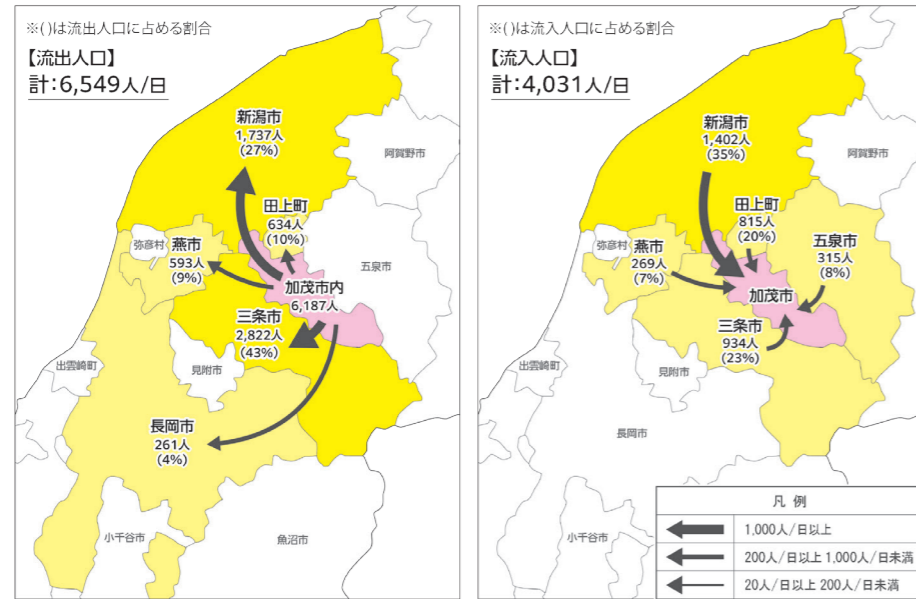 ※( )は流出人口に占める割合
【流出人口】
計:6,549人/日
新潟市
1,737人
(27%)
阿賀野市
田上町
634人
(10%)
弥彦村
燕市
593人
(9%)
五泉市
加茂市内
6,187人
三条市
2,822人
(43%)
出雲崎町
見附市
長岡市
261人
(4%)
小千谷市
魚沼市
※( )は流入人口に占める割合
【流入人口】
計:4,031人/日
新潟市
1,402人
(35%)
阿賀野市
田上町
815人
(20%)
五泉市
315人
(8%)
弥彦村
燕市
269人
(7%)
加茂市
三条市
934人
(23%)
出雲崎町
見附市
長岡市
小千谷市
凡例
1,000人/日以上
200人/日以上 1,000人/日未満
20人/日以上 200人/日未満